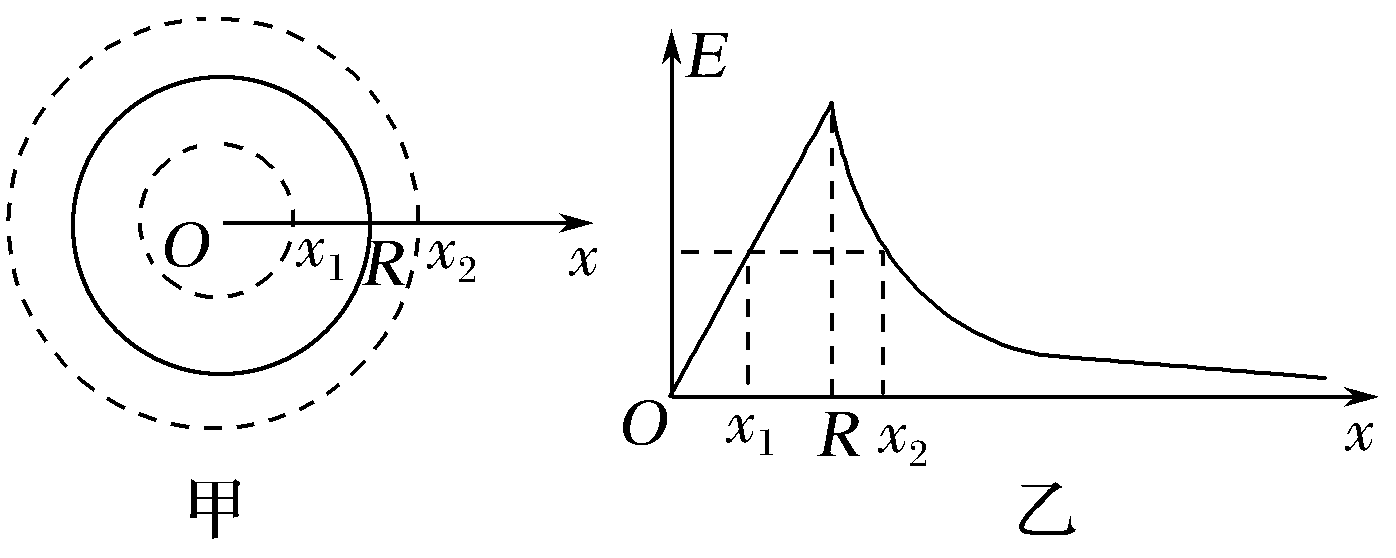 O x₁ R x₂ x
甲
E
O x₁ R x₂ x
乙